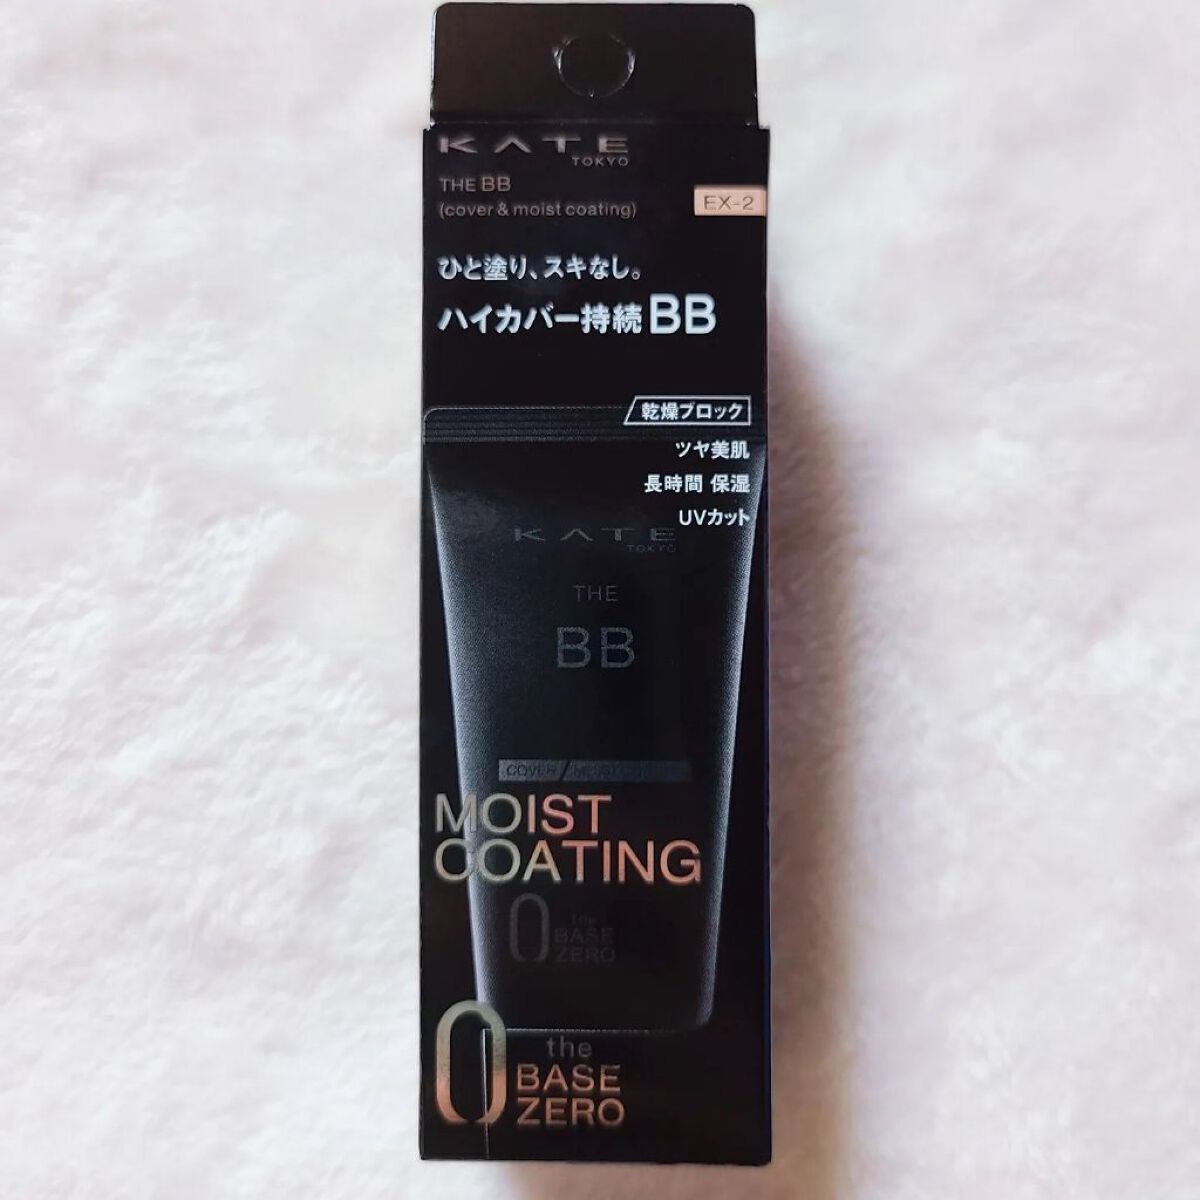 KATE
TOKYO
THE BB
(cover & moist coating)
EX-2
ひと塗り、スキなし。
ハイカバー持続BB
乾燥ブロック
ツヤ美肌
長時間 保湿
UVカット
KATE
TOKYO
THE
BB
COVER / MOIST COATING
MOIST
COATING
0 the
BASE
ZERO
0 the
BASE
ZERO